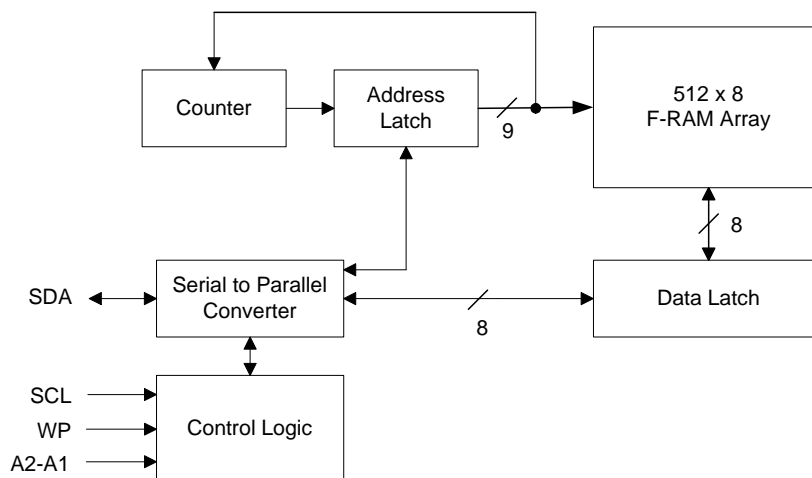 Counter
Address
Latch
9
512 x 8
F-RAM Array
8
SDA
Serial to Parallel
Converter
8
Data Latch
SCL
WP
A2-A1
Control Logic